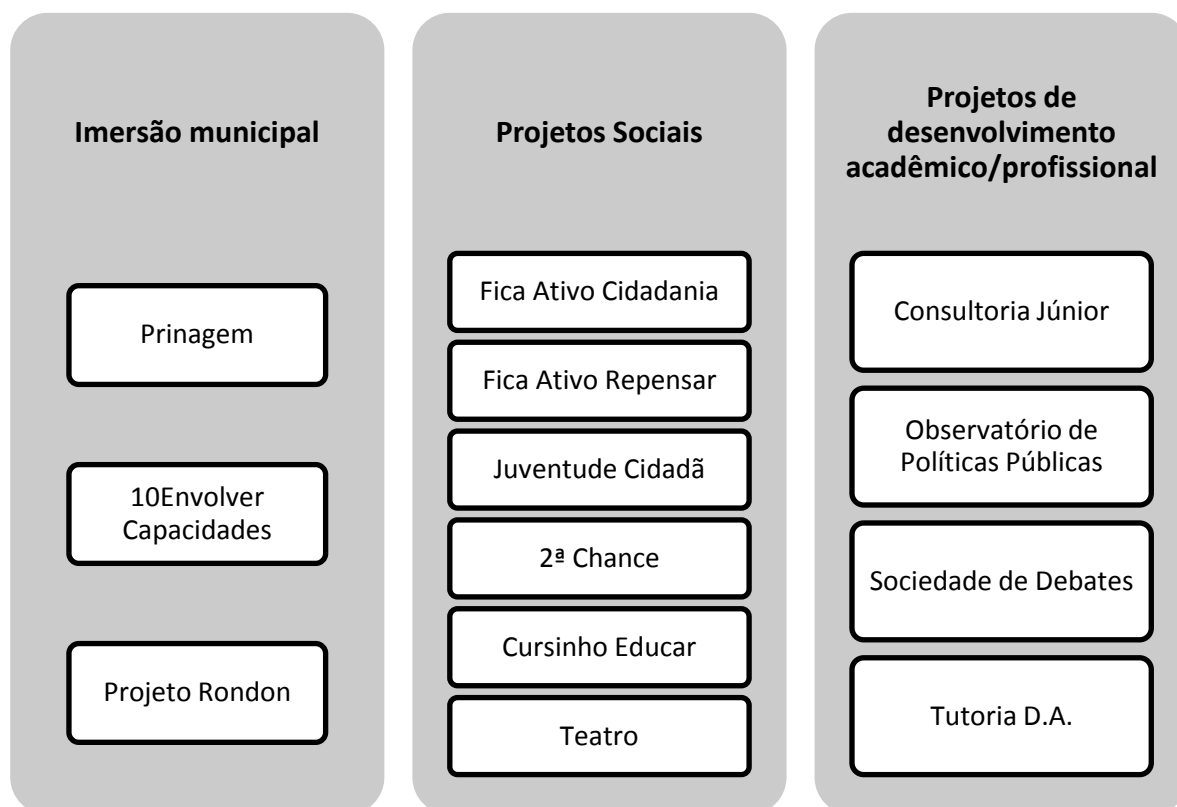 Imersão municipal
Prinagem
10Envolver
Capacidades
Projeto Rondon
Projetos Sociais
Fica Ativo Cidadania
Fica Ativo Repensar
Juventude Cidadã
2ª Chance
Cursinho Educar
Teatro
Projetos de
desenvolvimento
acadêmico/profissional
Consultoria Júnior
Observatório de
Políticas Públicas
Sociedade de Debates
Tutoria D.A.